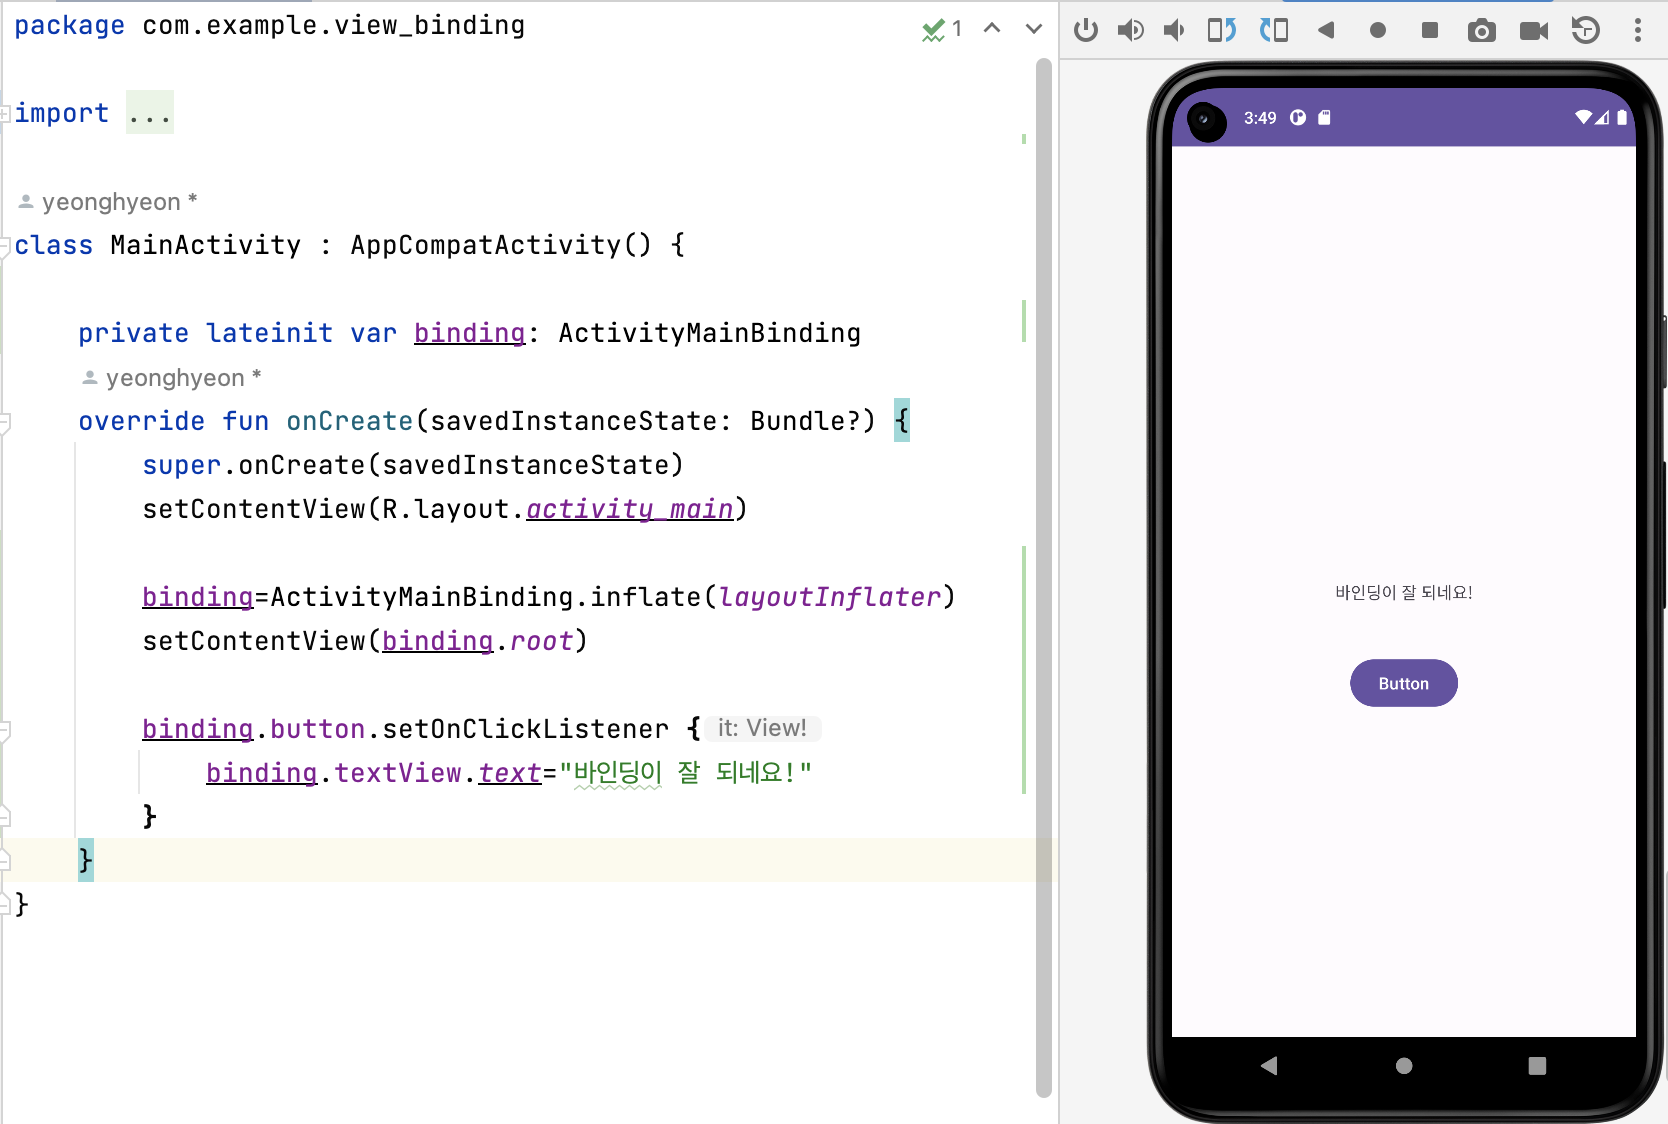 package com.example.view_binding
1
import ...
yeonghyeon *
class MainActivity : AppCompatActivity() {
private lateinit var binding: ActivityMainBinding
yeonghyeon *
override fun onCreate(savedInstanceState: Bundle?) {
super.onCreate(savedInstanceState)
setContentView(R.layout.activity_main)
binding=ActivityMainBinding.inflate(layoutInflater)
setContentView(binding.root)
binding.button.setOnClickListener { it: View!
binding.textView.text="바인딩이 잘 되네요!"
}
}
}
3:49
바인딩이 잘 되네요!
Button